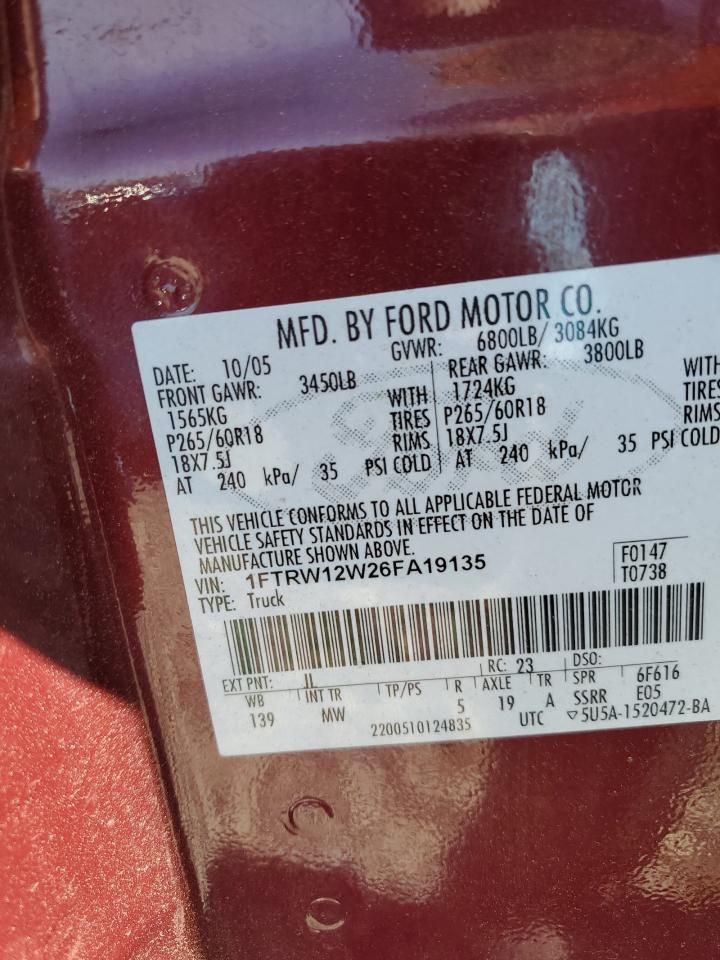 MFD. BY FORD MOTOR CO.
DATE: 10/05 GVWR: 6800LB/ 3084KG
FRONT GAWR: 3450LB REAR GAWR: 3800LB
1565KG WITH 1724KG WITH
P265/60R18 TIRES P265/60R18 TIRES
18X7.5J RIMS 18X7.5J RIMS
AT 240 kPa/ 35 PSI COLD AT 240 kPa/ 35 PSI COLD
THIS VEHICLE CONFORMS TO ALL APPLICABLE FEDERAL MOTOR
VEHICLE SAFETY STANDARDS IN EFFECT ON THE DATE OF
MANUFACTURE SHOWN ABOVE.
VIN: 1FTRW12W26FA19135 F0147
TYPE: Truck T0738
EXT PNT: JL RC: 23 DSO:
WB INT TR TP/PS R AXLE TR SPR 6F616
139 MW 5 19 A SSRR E05
2200510124835 UTC ▽5U5A-1520472-BA